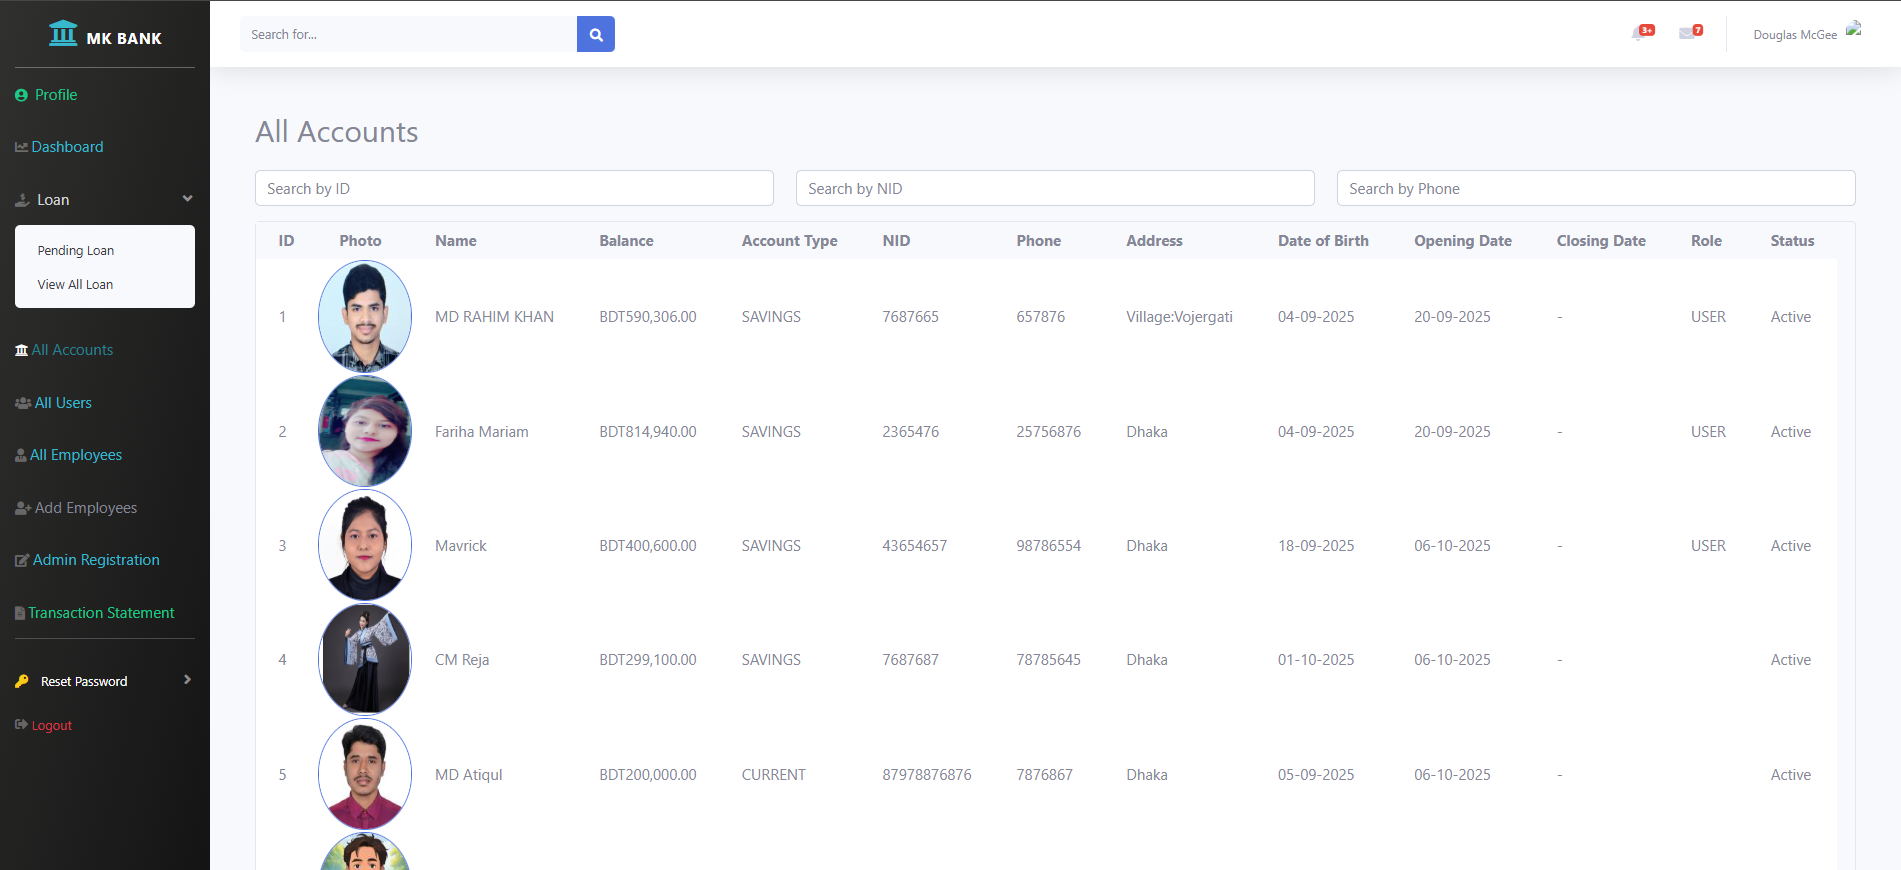 MK BANK
Search for...
3+
7
Douglas McGee
Profile
Dashboard
Loan
Pending Loan
View All Loan
All Accounts
All Users
All Employees
Add Employees
Admin Registration
Transaction Statement
Reset Password
Logout
All Accounts
Search by ID Search by NID Search by Phone
ID Photo Name Balance Account Type NID Phone Address Date of Birth Opening Date Closing Date Role Status
1 MD RAHIM KHAN BDT590,306.00 SAVINGS 7687665 657876 Village:Vojergati 04-09-2025 20-09-2025 - USER Active
2 Fariha Mariam BDT814,940.00 SAVINGS 2365476 25756876 Dhaka 04-09-2025 20-09-2025 - USER Active
3 Mavrick BDT400,600.00 SAVINGS 43654657 98786554 Dhaka 18-09-2025 06-10-2025 - USER Active
4 CM Reja BDT299,100.00 SAVINGS 7687687 78785645 Dhaka 01-10-2025 06-10-2025 - Active
5 MD Atiqul BDT200,000.00 CURRENT 87978876876 7876867 Dhaka 05-09-2025 06-10-2025 - Active